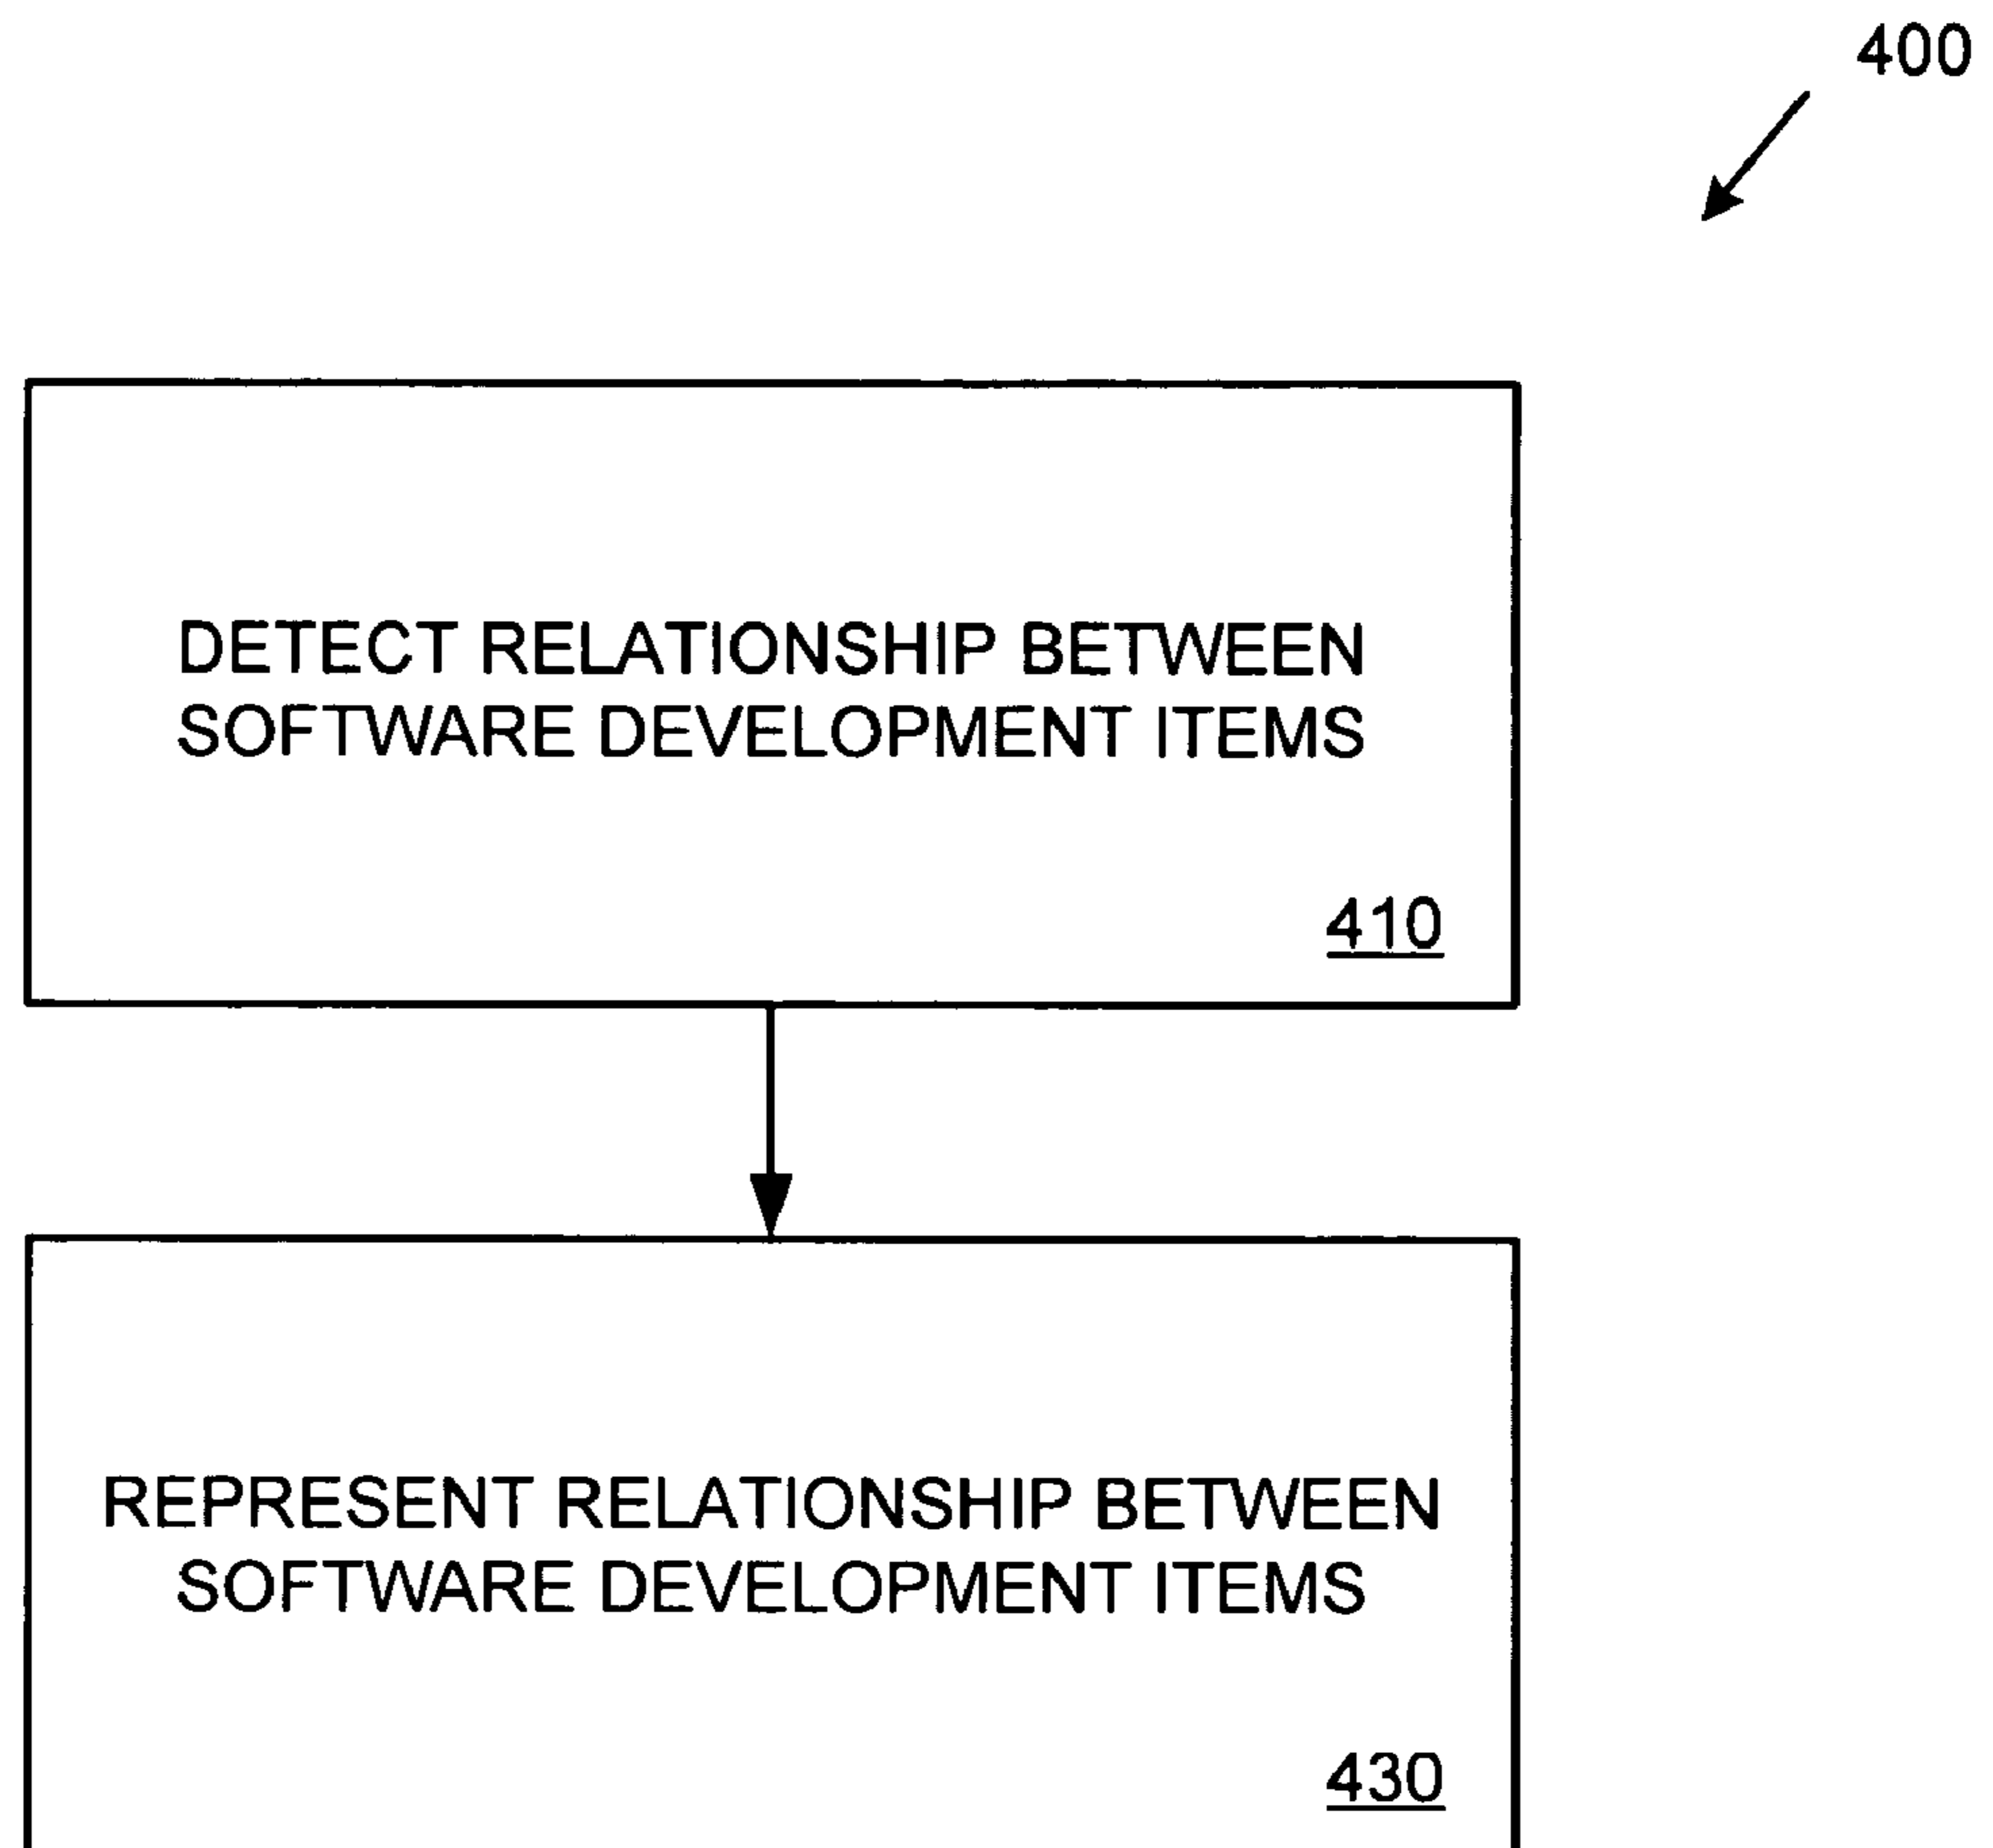 400
DETECT RELATIONSHIP BETWEEN
SOFTWARE DEVELOPMENT ITEMS
410
REPRESENT RELATIONSHIP BETWEEN
SOFTWARE DEVELOPMENT ITEMS
430